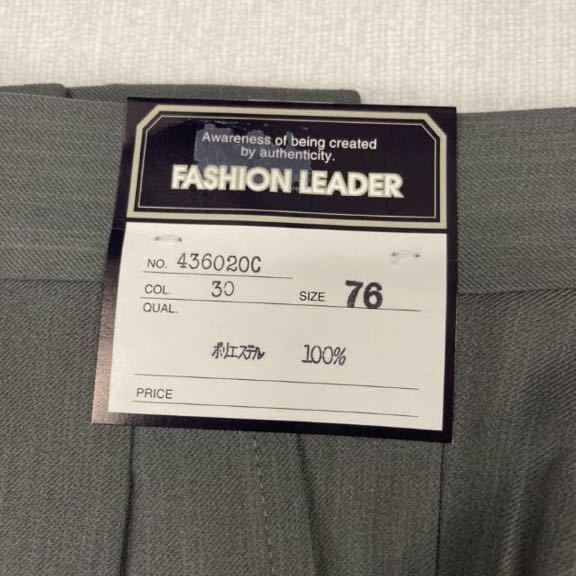 Awareness of being created
by authenticity.
FASHION LEADER
NO. 436020C
COL. 30 SIZE 76
QUAL.
ポリエステル 100%
PRICE